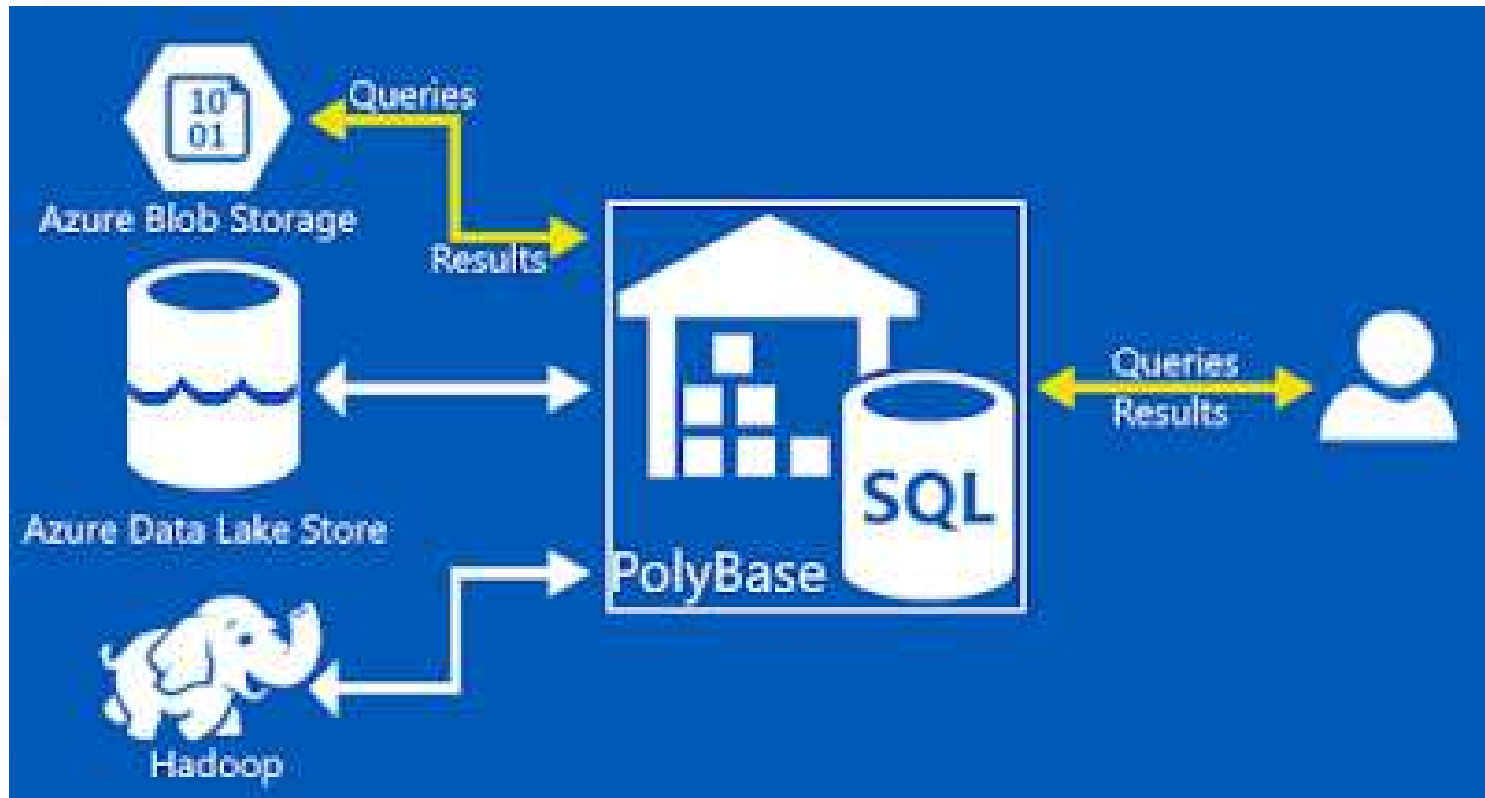 Queries
10
01
Azure Blob Storage
Results
Queries
Results
SQL
Azure Data Lake Store
PolyBase
Hadoop